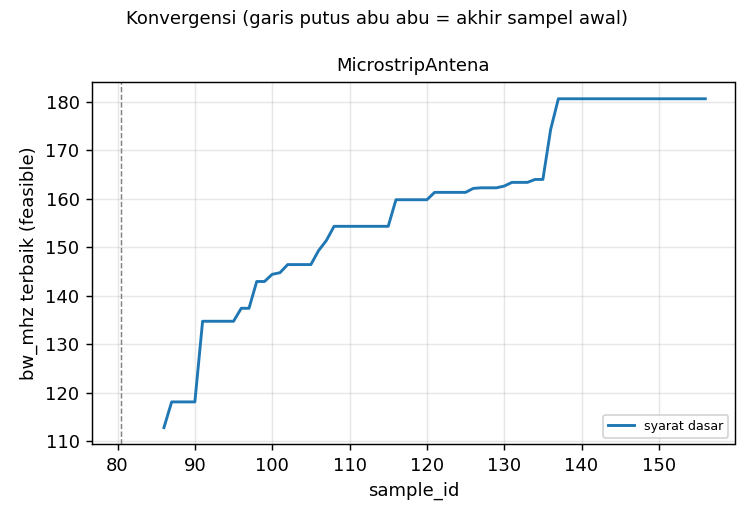 Konvergensi (garis putus abu abu = akhir sampel awal)
MicrostripAntena
180
170
160
150
140
130
120
110
bw_mhz terbaik (feasible)
syarat dasar
80 90 100 110 120 130 140 150
sample_id